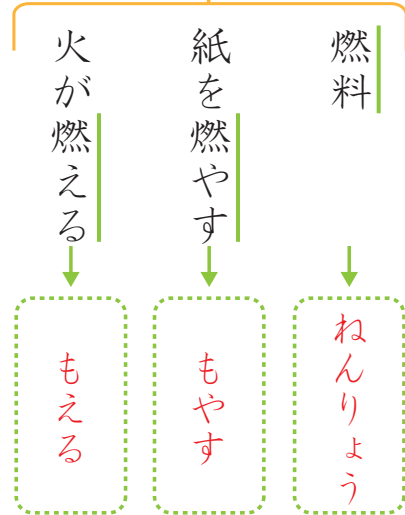 燃料
ねんりょう
紙を燃やす
もやす
火が燃える
もえる